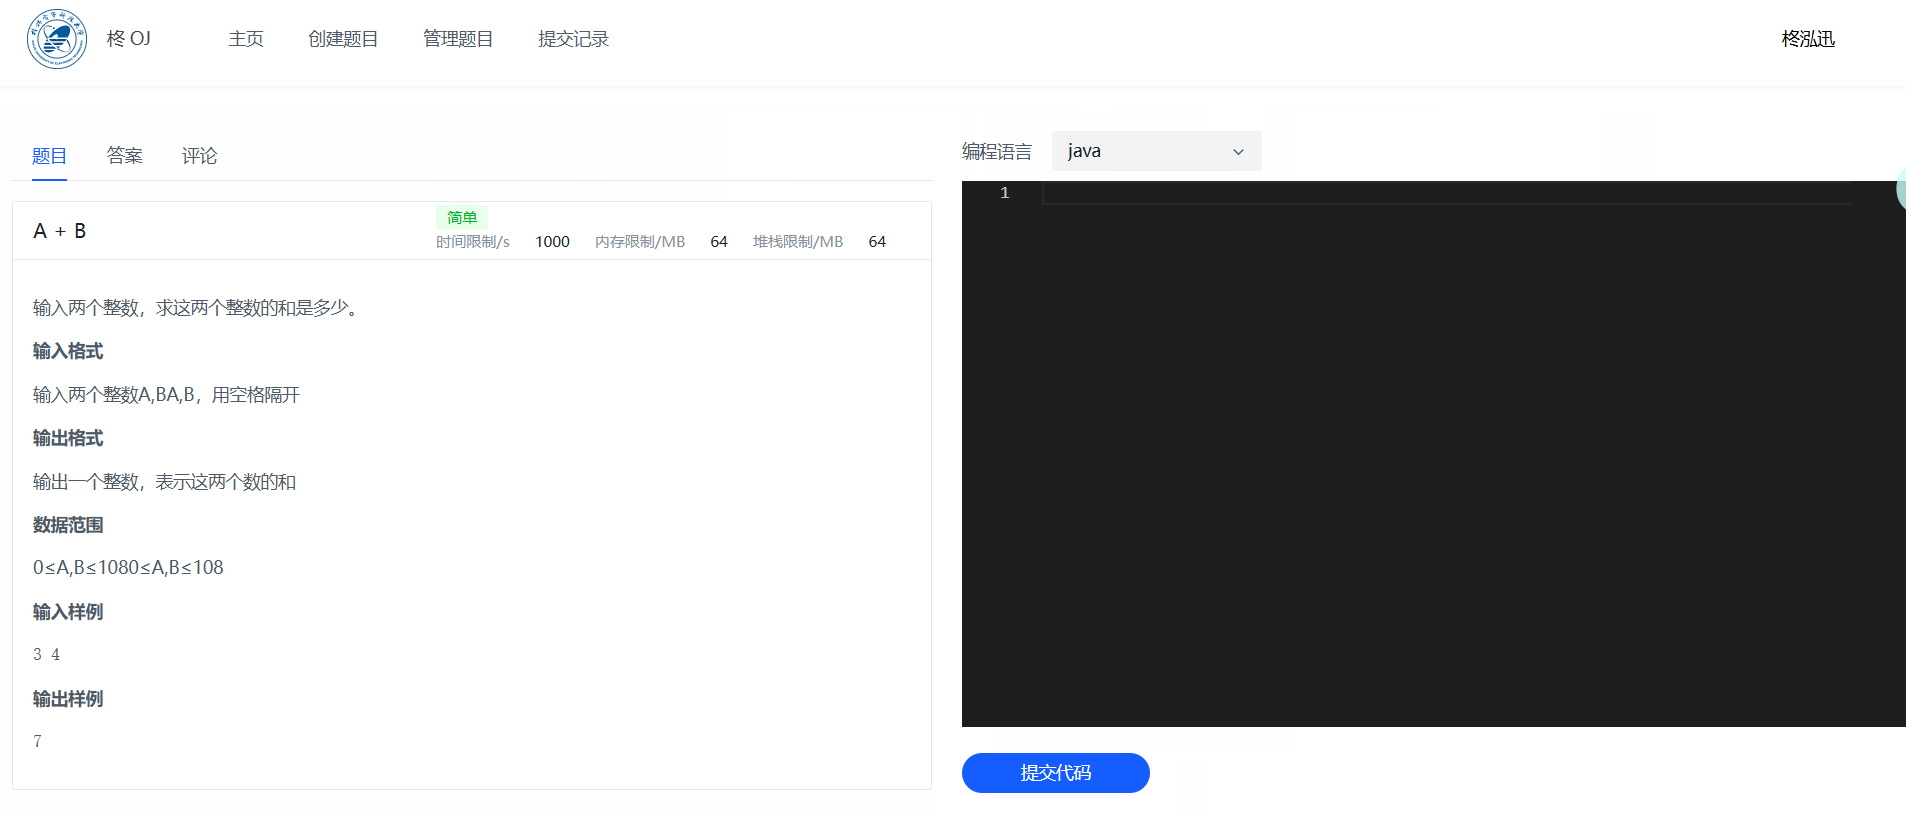 柊 OJ 主页 创建题目 管理题目 提交记录 柊泓迅
题目 答案 评论
A + B
简单
时间限制/s 1000 内存限制/MB 64 堆栈限制/MB 64
输入两个整数，求这两个整数的和是多少。
输入格式
输入两个整数A,BA,B，用空格隔开
输出格式
输出一个整数，表示这两个数的和
数据范围
0≤A,B≤1080≤A,B≤108
输入样例
3 4
输出样例
7
编程语言 java
1
提交代码